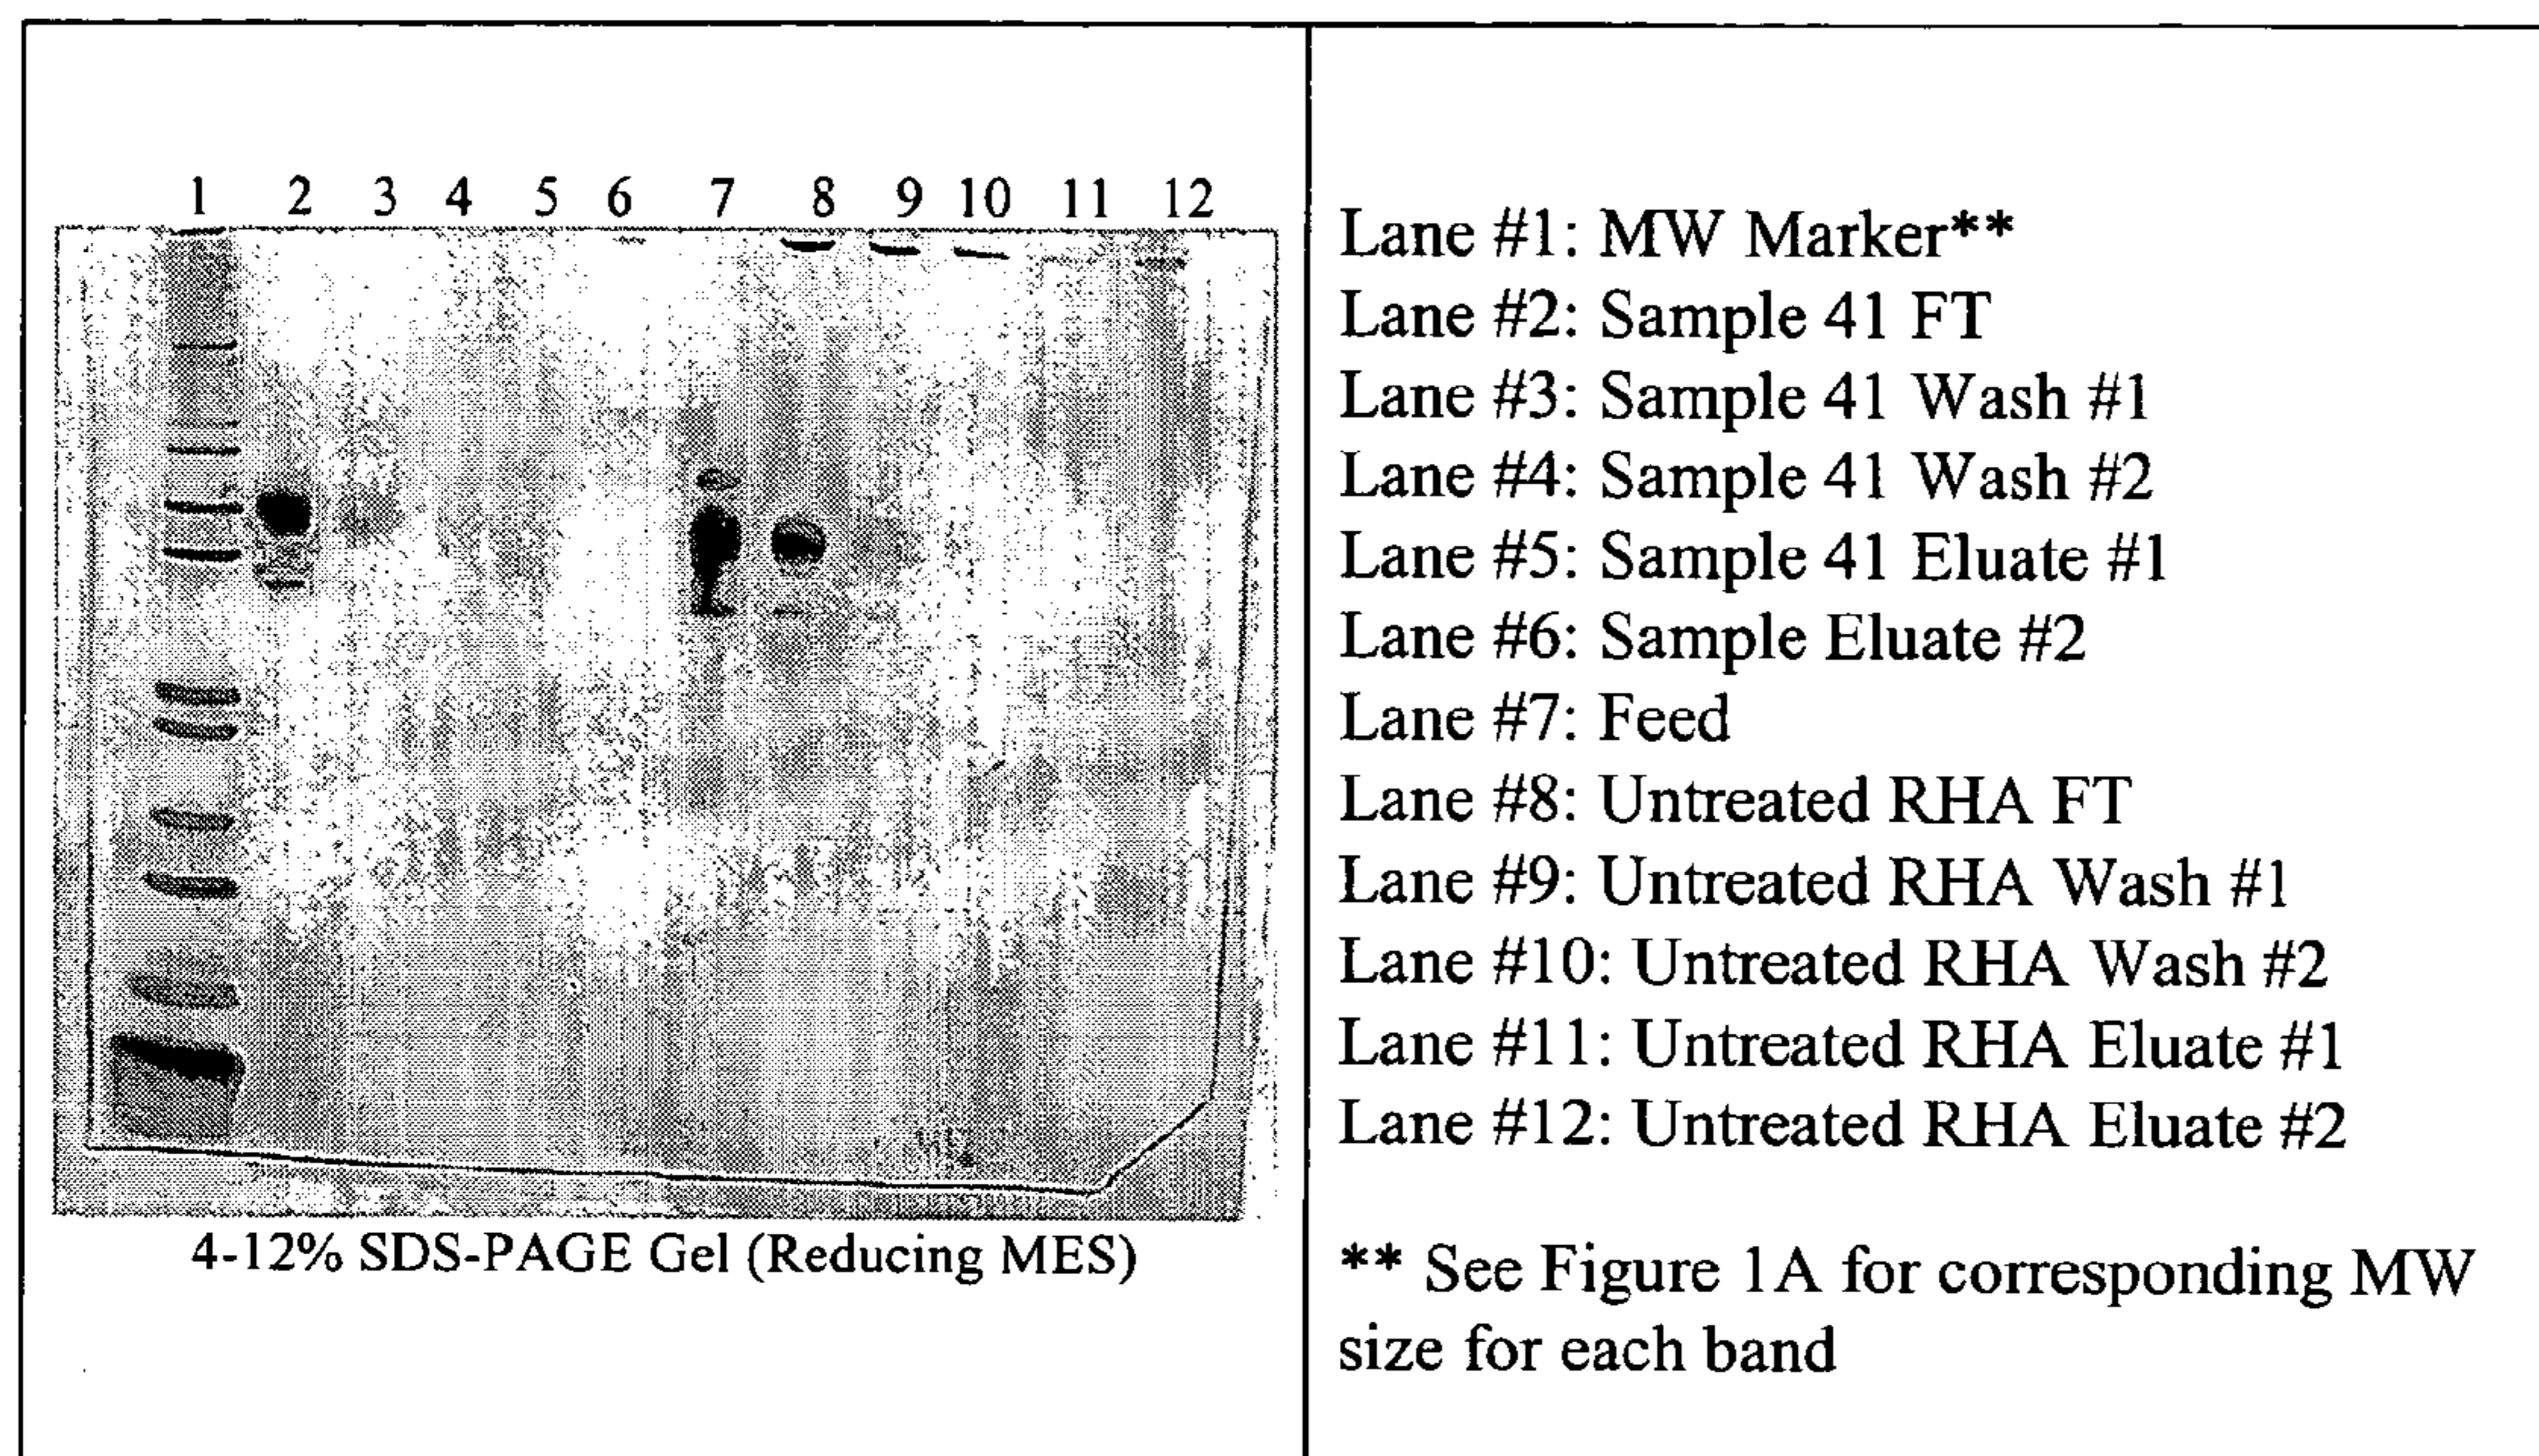 1 2 3 4 5 6 7 8 9 10 11 12
4-12% SDS-PAGE Gel (Reducing MES)
Lane #1: MW Marker**
Lane #2: Sample 41 FT
Lane #3: Sample 41 Wash #1
Lane #4: Sample 41 Wash #2
Lane #5: Sample 41 Eluate #1
Lane #6: Sample Eluate #2
Lane #7: Feed
Lane #8: Untreated RHA FT
Lane #9: Untreated RHA Wash #1
Lane #10: Untreated RHA Wash #2
Lane #11: Untreated RHA Eluate #1
Lane #12: Untreated RHA Eluate #2
** See Figure 1A for corresponding MW
size for each band